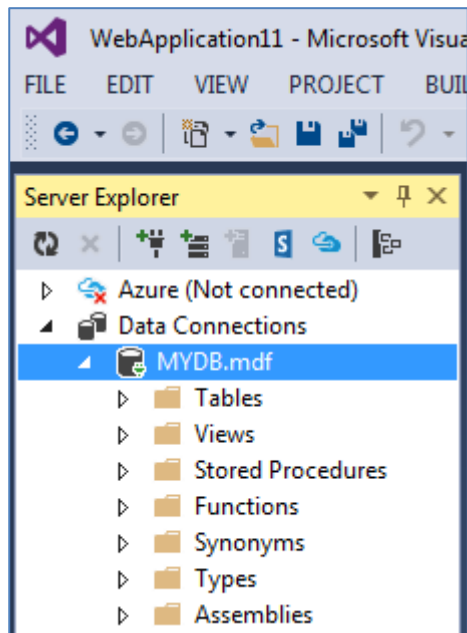 WebApplication11 - Microsoft Visua
FILE EDIT VIEW PROJECT BUIL
Server Explorer
Azure (Not connected)
Data Connections
MYDB.mdf
Tables
Views
Stored Procedures
Functions
Synonyms
Types
Assemblies